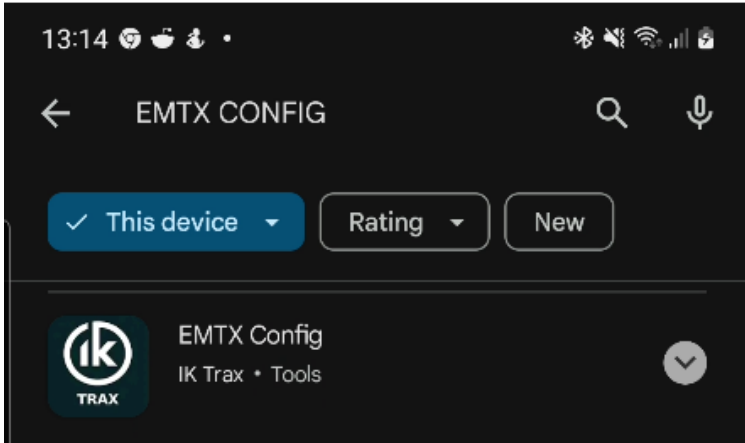 13:14
EMTX CONFIG
This device
Rating
New
EMTX Config
IK Trax • Tools
ik
TRAX